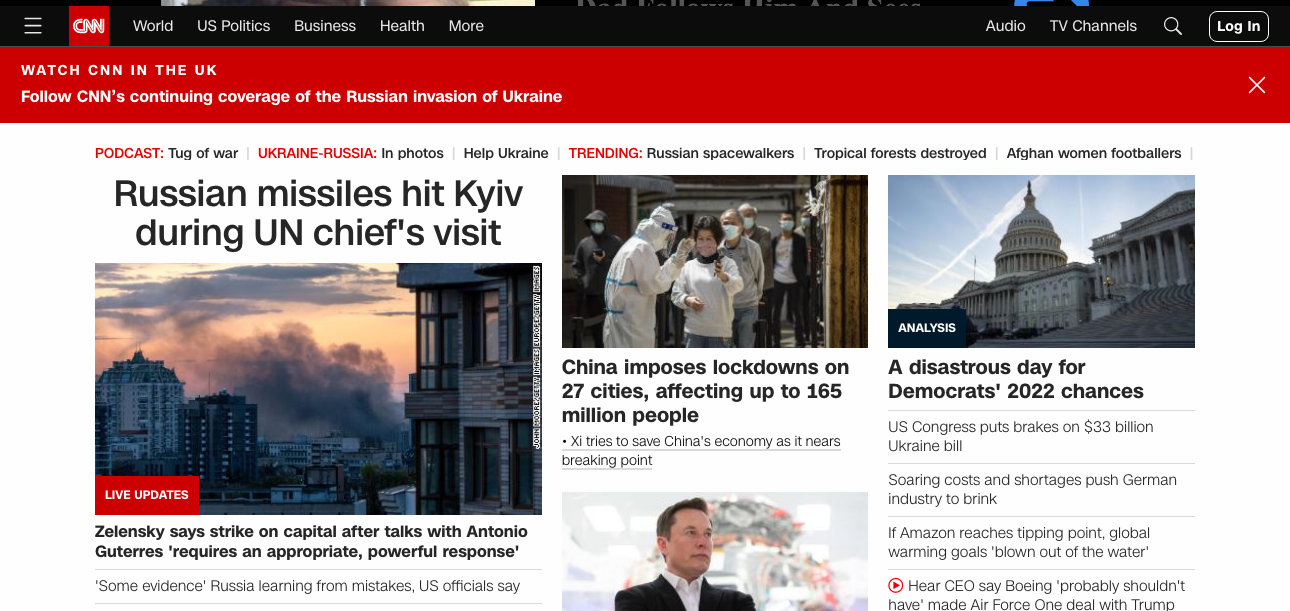 Dad Follows Him And Sees
CNN
World
US Politics
Business
Health
More
Audio
TV Channels
Log In
WATCH CNN IN THE UK
Follow CNN’s continuing coverage of the Russian invasion of Ukraine
PODCAST: Tug of war | UKRAINE-RUSSIA: In photos | Help Ukraine | TRENDING: Russian spacewalkers | Tropical forests destroyed | Afghan women footballers |
Russian missiles hit Kyiv
during UN chief's visit
JOHN MOORE/GETTY IMAGES EUROPE/GETTY IMAGES
LIVE UPDATES
Zelensky says strike on capital after talks with Antonio
Guterres 'requires an appropriate, powerful response'
'Some evidence' Russia learning from mistakes, US officials say
China imposes lockdowns on
27 cities, affecting up to 165
million people
• Xi tries to save China's economy as it nears
breaking point
ANALYSIS
A disastrous day for
Democrats' 2022 chances
US Congress puts brakes on $33 billion
Ukraine bill
Soaring costs and shortages push German
industry to brink
If Amazon reaches tipping point, global
warming goals 'blown out of the water'
Hear CEO say Boeing 'probably shouldn't
have' made Air Force One deal with Trump